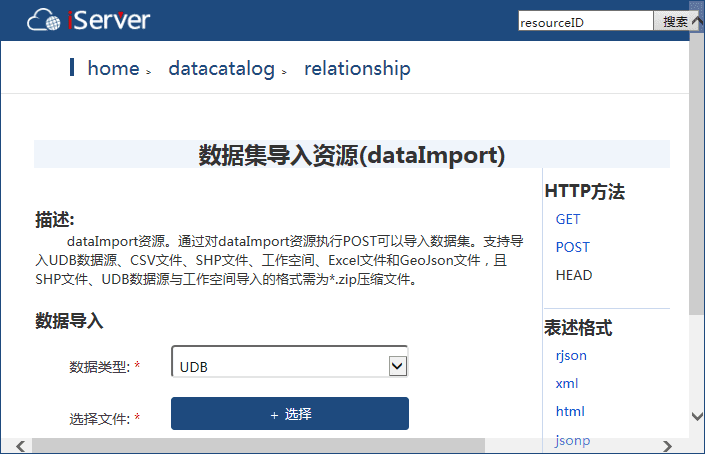 iServer
resourceID 搜索
home > datacatalog > relationship
数据集导入资源(dataImport)
描述:
dataImport资源。通过对dataImport资源执行POST可以导入数据集。支持导
入UDB数据源、CSV文件、SHP文件、工作空间、Excel文件和GeoJson文件，且
SHP文件、UDB数据源与工作空间导入的格式需为*.zip压缩文件。
数据导入
数据类型: * UDB
选择文件: * + 选择
HTTP方法
GET
POST
HEAD
表述格式
rjson
xml
html
jsonp